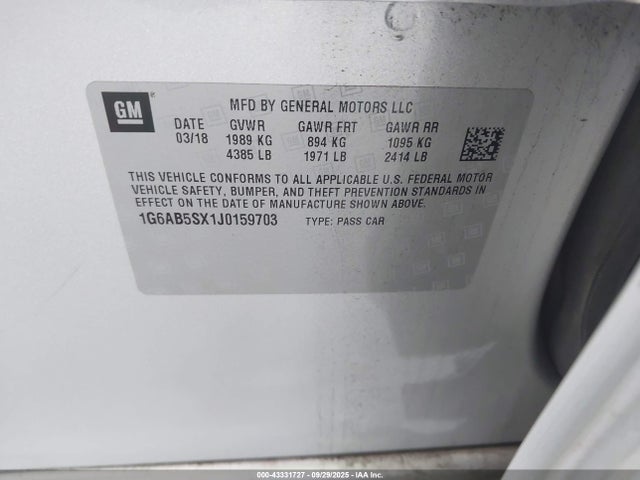 GM
MFD BY GENERAL MOTORS LLC
DATE GVWR GAWR FRT GAWR RR
03/18 1989 KG 894 KG 1095 KG
4385 LB 1971 LB 2414 LB
THIS VEHICLE CONFORMS TO ALL APPLICABLE U.S. FEDERAL MOTOR
VEHICLE SAFETY, BUMPER, AND THEFT PREVENTION STANDARDS IN
EFFECT ON THE DATE OF MANUFACTURE SHOWN ABOVE.
1G6AB5SX1J0159703 TYPE: PASS CAR
000-43331727 09/29/2025 IAAI.COM